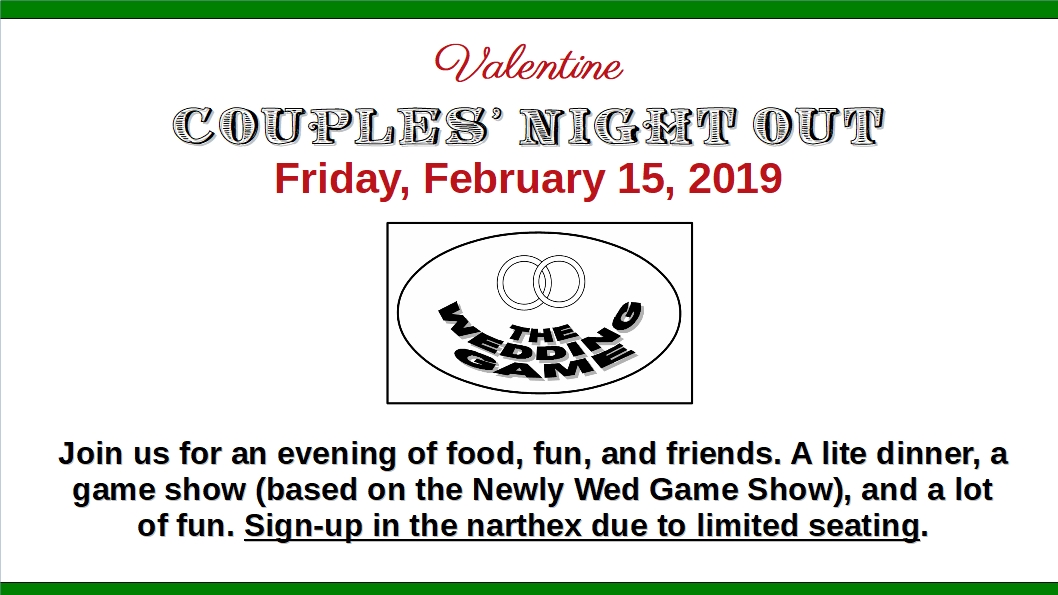 Valentine
COUPLES’ NIGHT OUT
Friday, February 15, 2019
THE
WEDDING
GAME
Join us for an evening of food, fun, and friends. A lite dinner, a
game show (based on the Newly Wed Game Show), and a lot
of fun. Sign-up in the narthex due to limited seating.